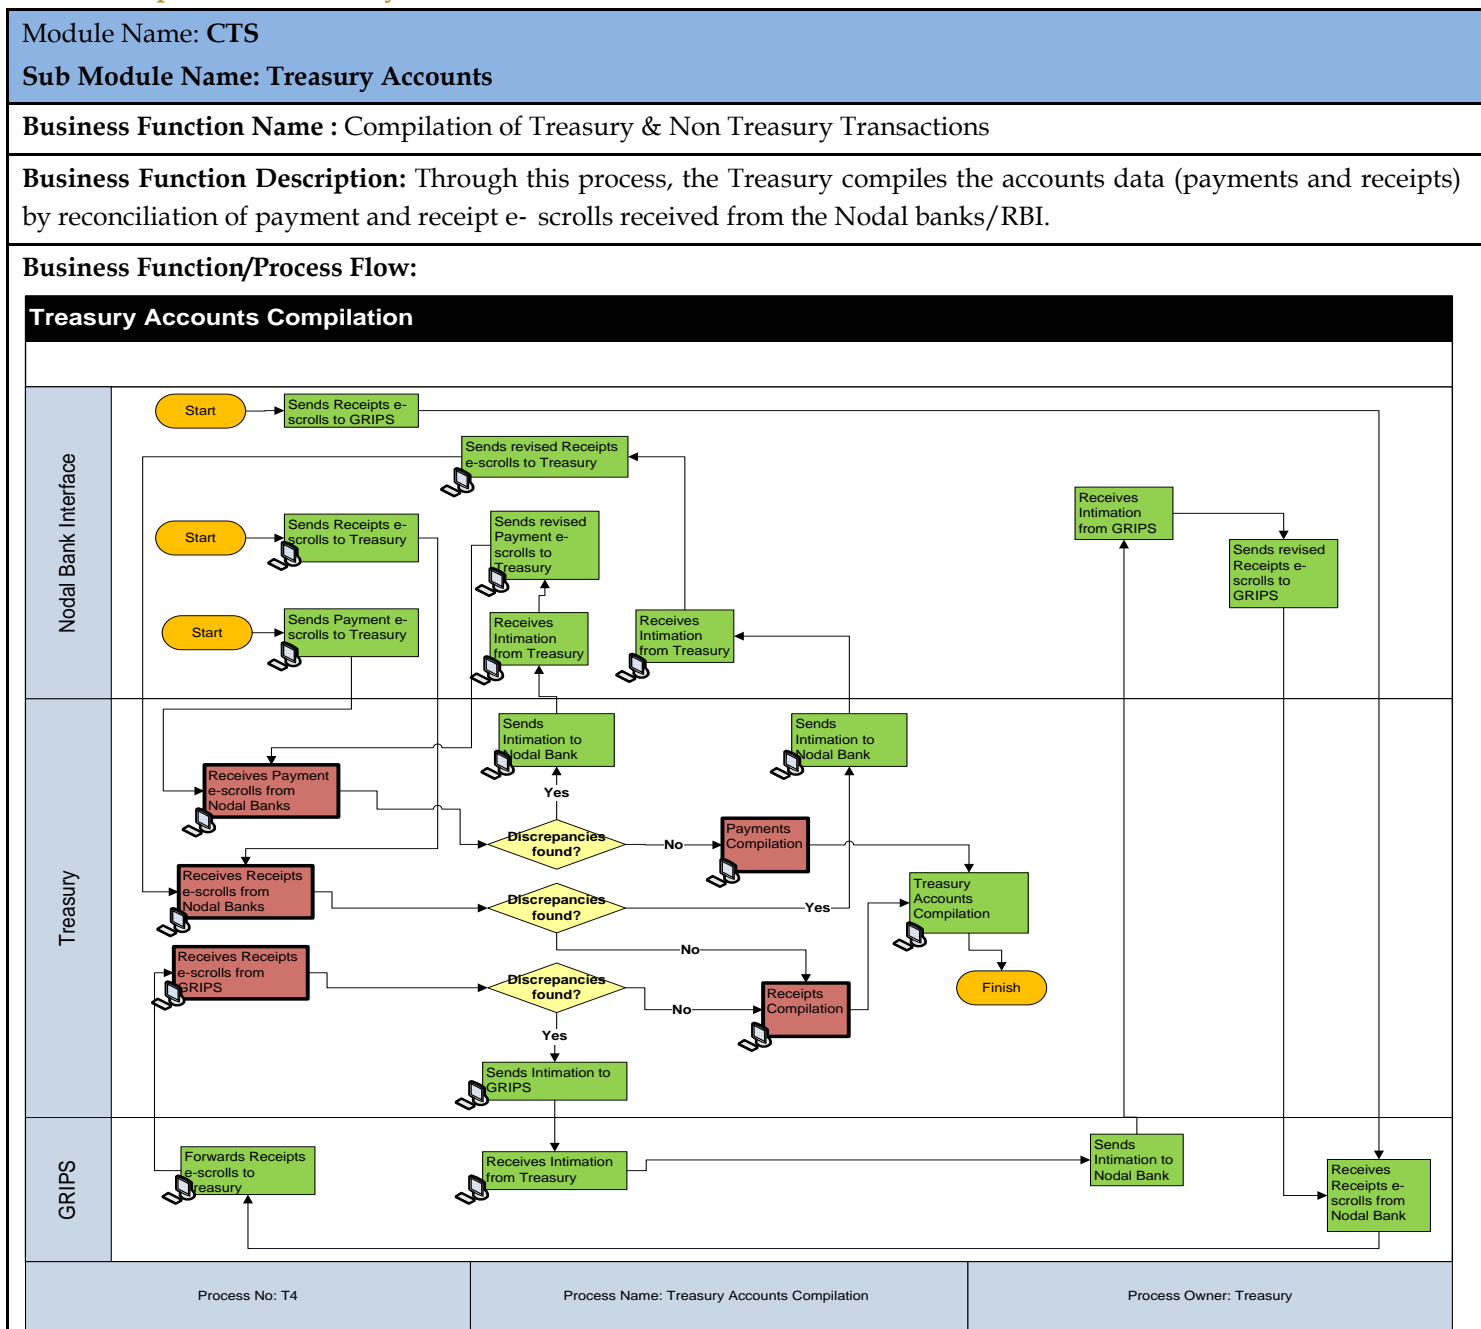 Module Name: CTS
Sub Module Name: Treasury Accounts
Business Function Name : Compilation of Treasury & Non Treasury Transactions
Business Function Description: Through this process, the Treasury compiles the accounts data (payments and receipts)
by reconciliation of payment and receipt e- scrolls received from the Nodal banks/RBI.
Business Function/Process Flow:
Treasury Accounts Compilation
Nodal Bank Interface
Start
Sends Receipts e-
scrolls to GRIPS
Sends revised Receipts
e-scrolls to Treasury
Start
Sends Receipts e-
scrolls to Treasury
Sends revised
Payment e-
scrolls to
Treasury
Receives
Intimation
from GRIPS
Sends revised
Receipts e-
scrolls to
GRIPS
Start
Sends Payment e-
scrolls to Treasury
Receives
Intimation
from Treasury
Receives
Intimation
from Treasury
Treasury
Sends
Intimation to
Nodal Bank
Sends
Intimation to
Nodal Bank
Receives Payment
e-scrolls from
Nodal Banks
Yes
Discrepancies
found?
No
Payments
Compilation
Receives Receipts
e-scrolls from
Nodal Banks
Discrepancies
found?
Yes
Treasury
Accounts
Compilation
No
Receives Receipts
e-scrolls from
GRIPS
Discrepancies
found?
No
Receipts
Compilation
Finish
Yes
Sends Intimation to
GRIPS
GRIPS
Forwards Receipts
e-scrolls to
Treasury
Receives Intimation
from Treasury
Sends
Intimation to
Nodal Bank
Receives
Receipts e-
scrolls from
Nodal Bank
Process No: T4
Process Name: Treasury Accounts Compilation
Process Owner: Treasury